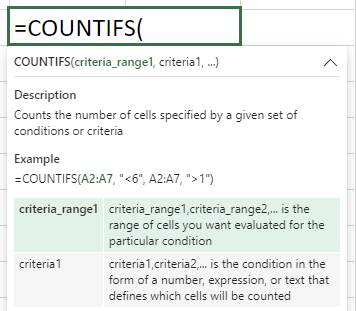 =COUNTIFS(
COUNTIFS(criteria_range1, criteria1, ...)
Description
Counts the number of cells specified by a given set of
conditions or criteria
Example
=COUNTIFS(A2:A7, "<6", A2:A7, ">1")
criteria_range1 criteria_range1,criteria_range2,... is the
range of cells you want evaluated for the
particular condition
criteria1 criteria1,criteria2,... is the condition in the
form of a number, expression, or text that
defines which cells will be counted